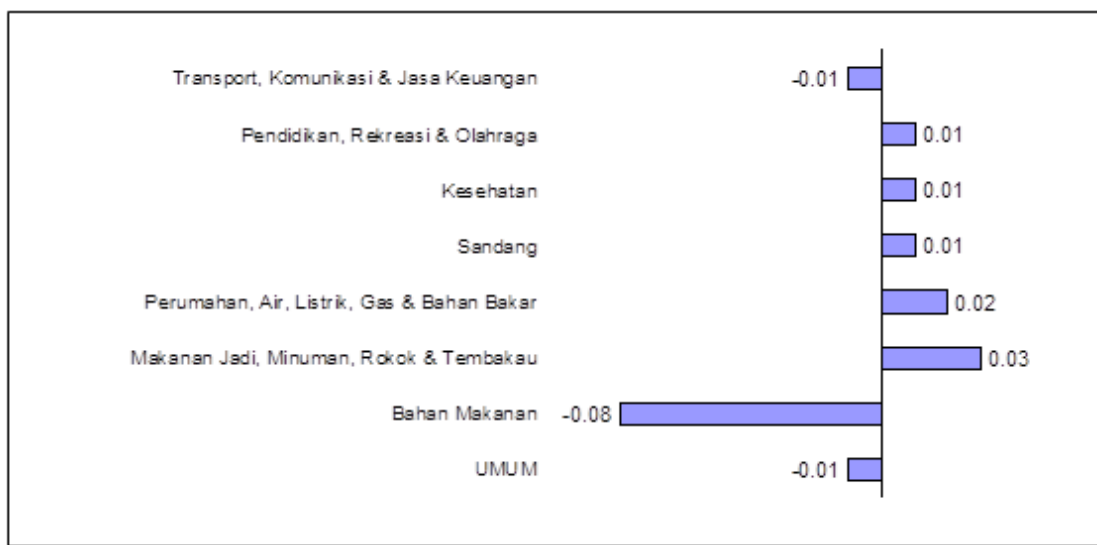 Transport, Komunikasi & Jasa Keuangan -0.01
Pendidikan, Rekreasi & Olahraga 0.01
Kesehatan 0.01
Sandang 0.01
Perumahan, Air, Listrik, Gas & Bahan Bakar 0.02
Makanan Jadi, Minuman, Rokok & Tembakau 0.03
Bahan Makanan -0.08
UMUM -0.01